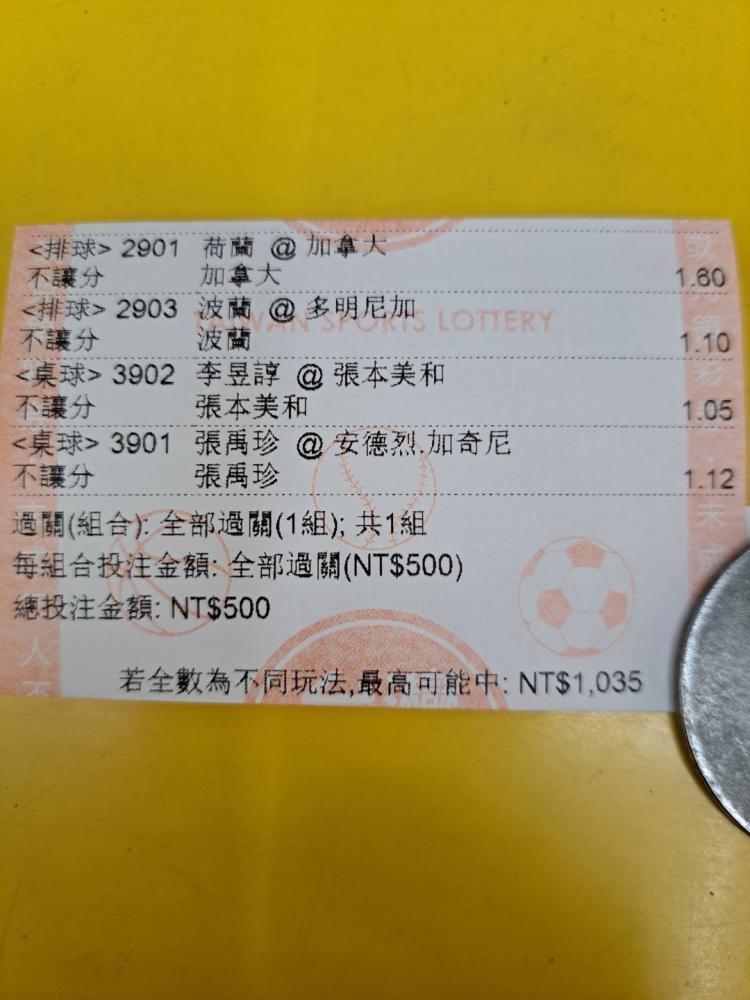 <排球> 2901 荷蘭 @ 加拿大
不讓分 加拿大 1.60
<排球> 2903 波蘭 @ 多明尼加
TAIWAN SPORTS LOTTERY
不讓分 波蘭 1.10
<桌球> 3902 李昱諄 @ 張本美和
不讓分 張本美和 1.05
<桌球> 3901 張禹珍 @ 安德烈.加奇尼
不讓分 張禹珍 1.12
過關(組合): 全部過關(1組); 共1組
每組合投注金額: 全部過關(NT$500)
總投注金額: NT$500
若全數為不同玩法,最高可能中: NT$1,035